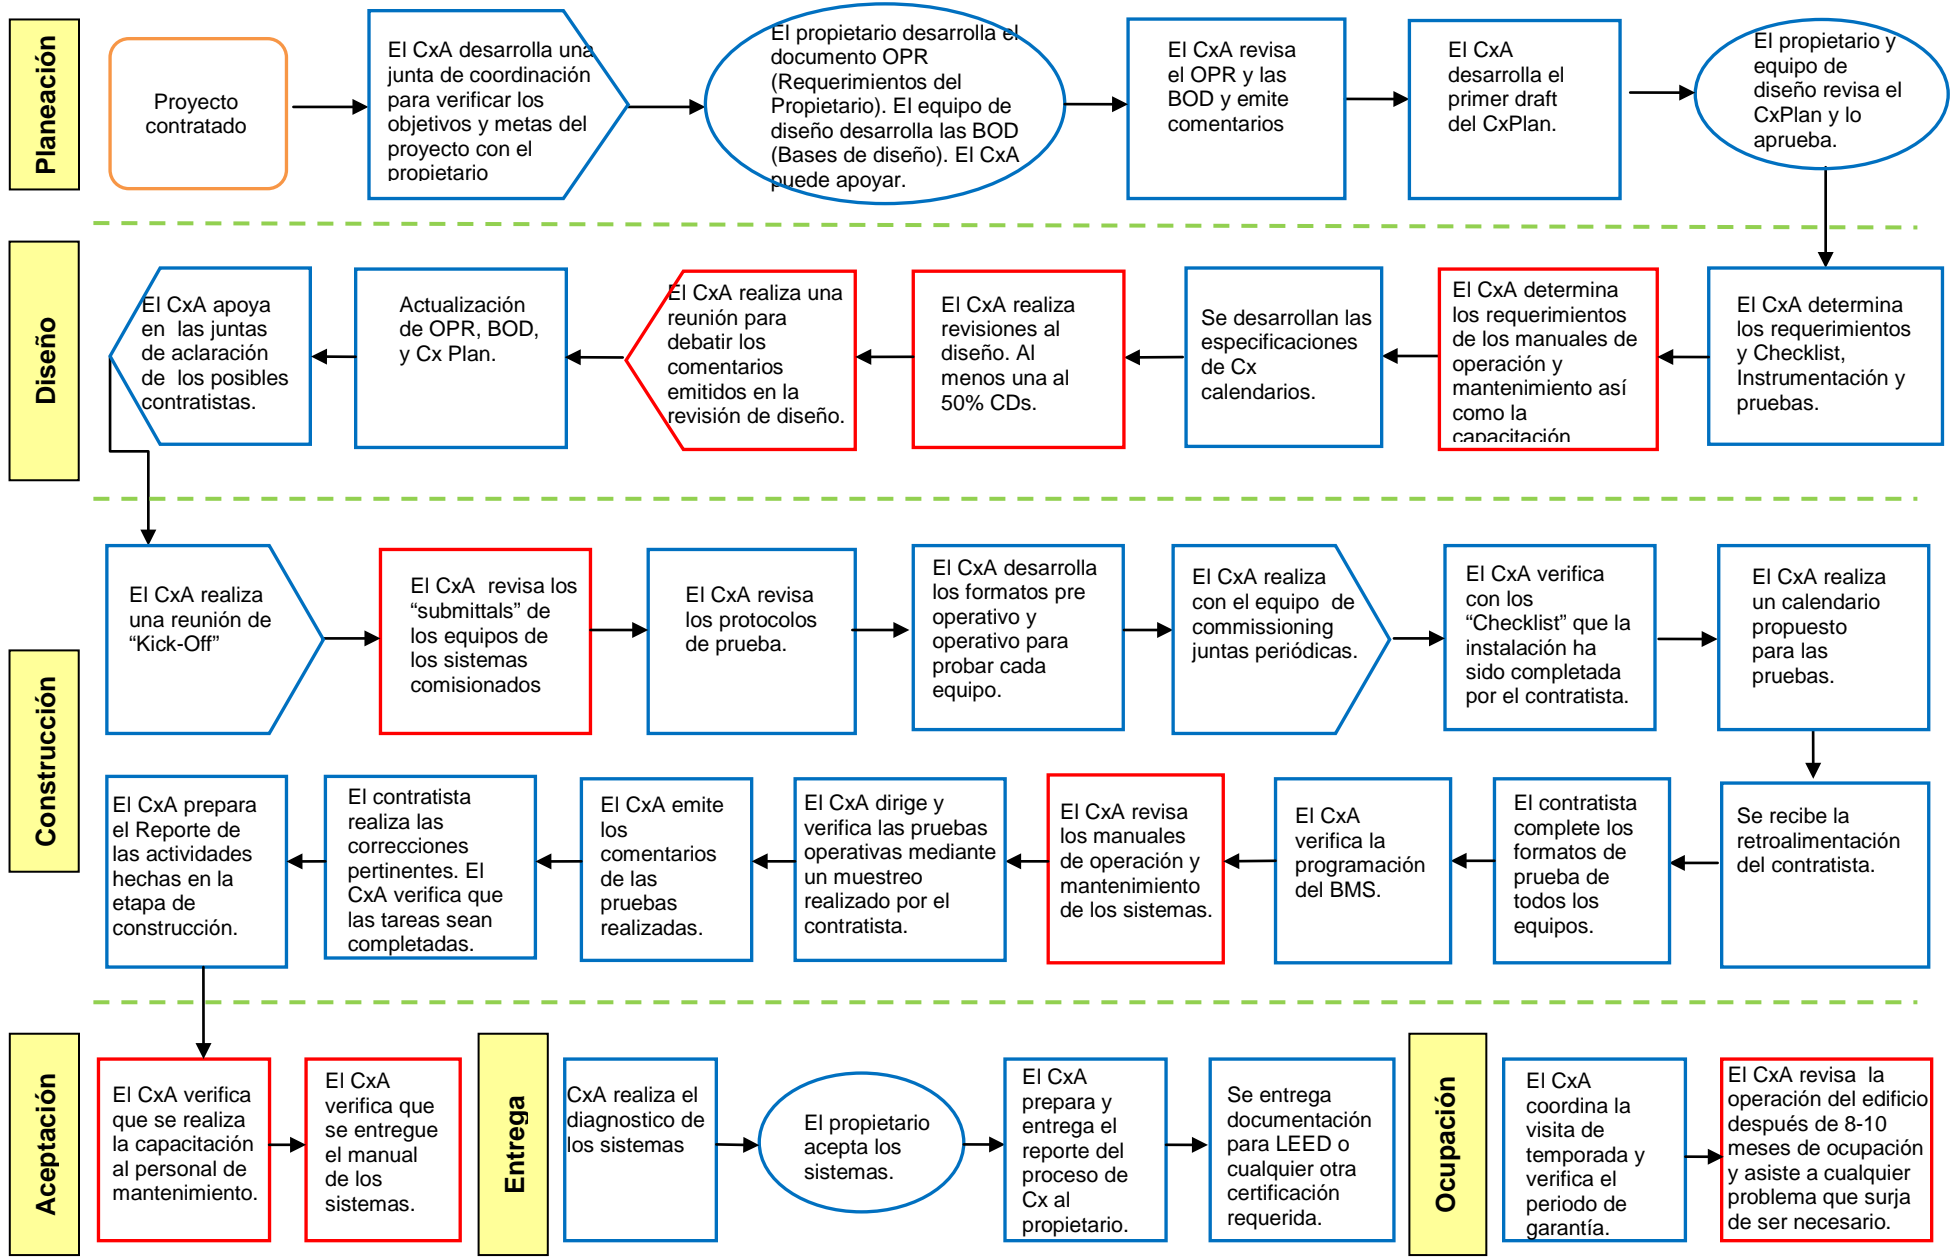 Planeación
Proyecto
contratado
El CxA desarrolla una
junta de coordinación
para verificar los
objetivos y metas del
proyecto con el
propietario
El propietario desarrolla el
documento OPR
(Requerimientos del
Propietario). El equipo de
diseño desarrolla las BOD
(Bases de diseño). El CxA
puede apoyar.
El CxA revisa
el OPR y las
BOD y emite
comentarios
El CxA
desarrolla el
primer draft
del CxPlan.
El propietario y
equipo de
diseño revisa el
CxPlan y lo
aprueba.
Diseño
El CxA apoya
en las juntas
de aclaración
de los posibles
contratistas.
Actualización
de OPR, BOD,
y Cx Plan.
El CxA realiza una
reunión para
debatir los
comentarios
emitidos en la
revisión de diseño.
El CxA realiza
revisiones al
diseño. Al
menos una al
50% CDs.
Se desarrollan las
especificaciones
de Cx
calendarios.
El CxA determina
los requerimientos
de los manuales de
operación y
mantenimiento así
como la
capacitación
El CxA determina
los requerimientos
y Checklist,
Instrumentación y
pruebas.
Construcción
El CxA realiza
una reunión de
“Kick-Off”
El CxA revisa los
“submittals” de
los equipos de
los sistemas
comisionados
El CxA revisa
los protocolos
de prueba.
El CxA desarrolla
los formatos pre
operativo y
operativo para
probar cada
equipo.
El CxA realiza
con el equipo de
commissioning
juntas periódicas.
El CxA verifica
con los
“Checklist” que la
instalación ha
sido completada
por el contratista.
El CxA realiza
un calendario
propuesto
para las
pruebas.
El CxA prepara
el Reporte de
las actividades
hechas en la
etapa de
construcción.
El contratista
realiza las
correcciones
pertinentes. El
CxA verifica que
las tareas sean
completadas.
El CxA emite
los
comentarios
de las
pruebas
realizadas.
El CxA dirige y
verifica las pruebas
operativas mediante
un muestreo
realizado por el
contratista.
El CxA revisa
los manuales
de operación y
mantenimiento
de los sistemas.
El CxA
verifica la
programación
del BMS.
El contratista
complete los
formatos de
prueba de
todos los
equipos.
Se recibe la
retroalimentación
del contratista.
Aceptación
El CxA verifica
que se realiza
la capacitación
al personal de
mantenimiento.
El CxA
verifica que
se entregue
el manual
de los
sistemas.
Entrega
CxA realiza el
diagnostico de
los sistemas
El propietario
acepta los
sistemas.
El CxA
prepara y
entrega el
reporte del
proceso de
Cx al
propietario.
Se entrega
documentación
para LEED o
cualquier otra
certificación
requerida.
Ocupación
El CxA
coordina la
visita de
temporada y
verifica el
periodo de
garantía.
El CxA revisa la
operación del edificio
después de 8-10
meses de ocupación
y asiste a cualquier
problema que surja
de ser necesario.